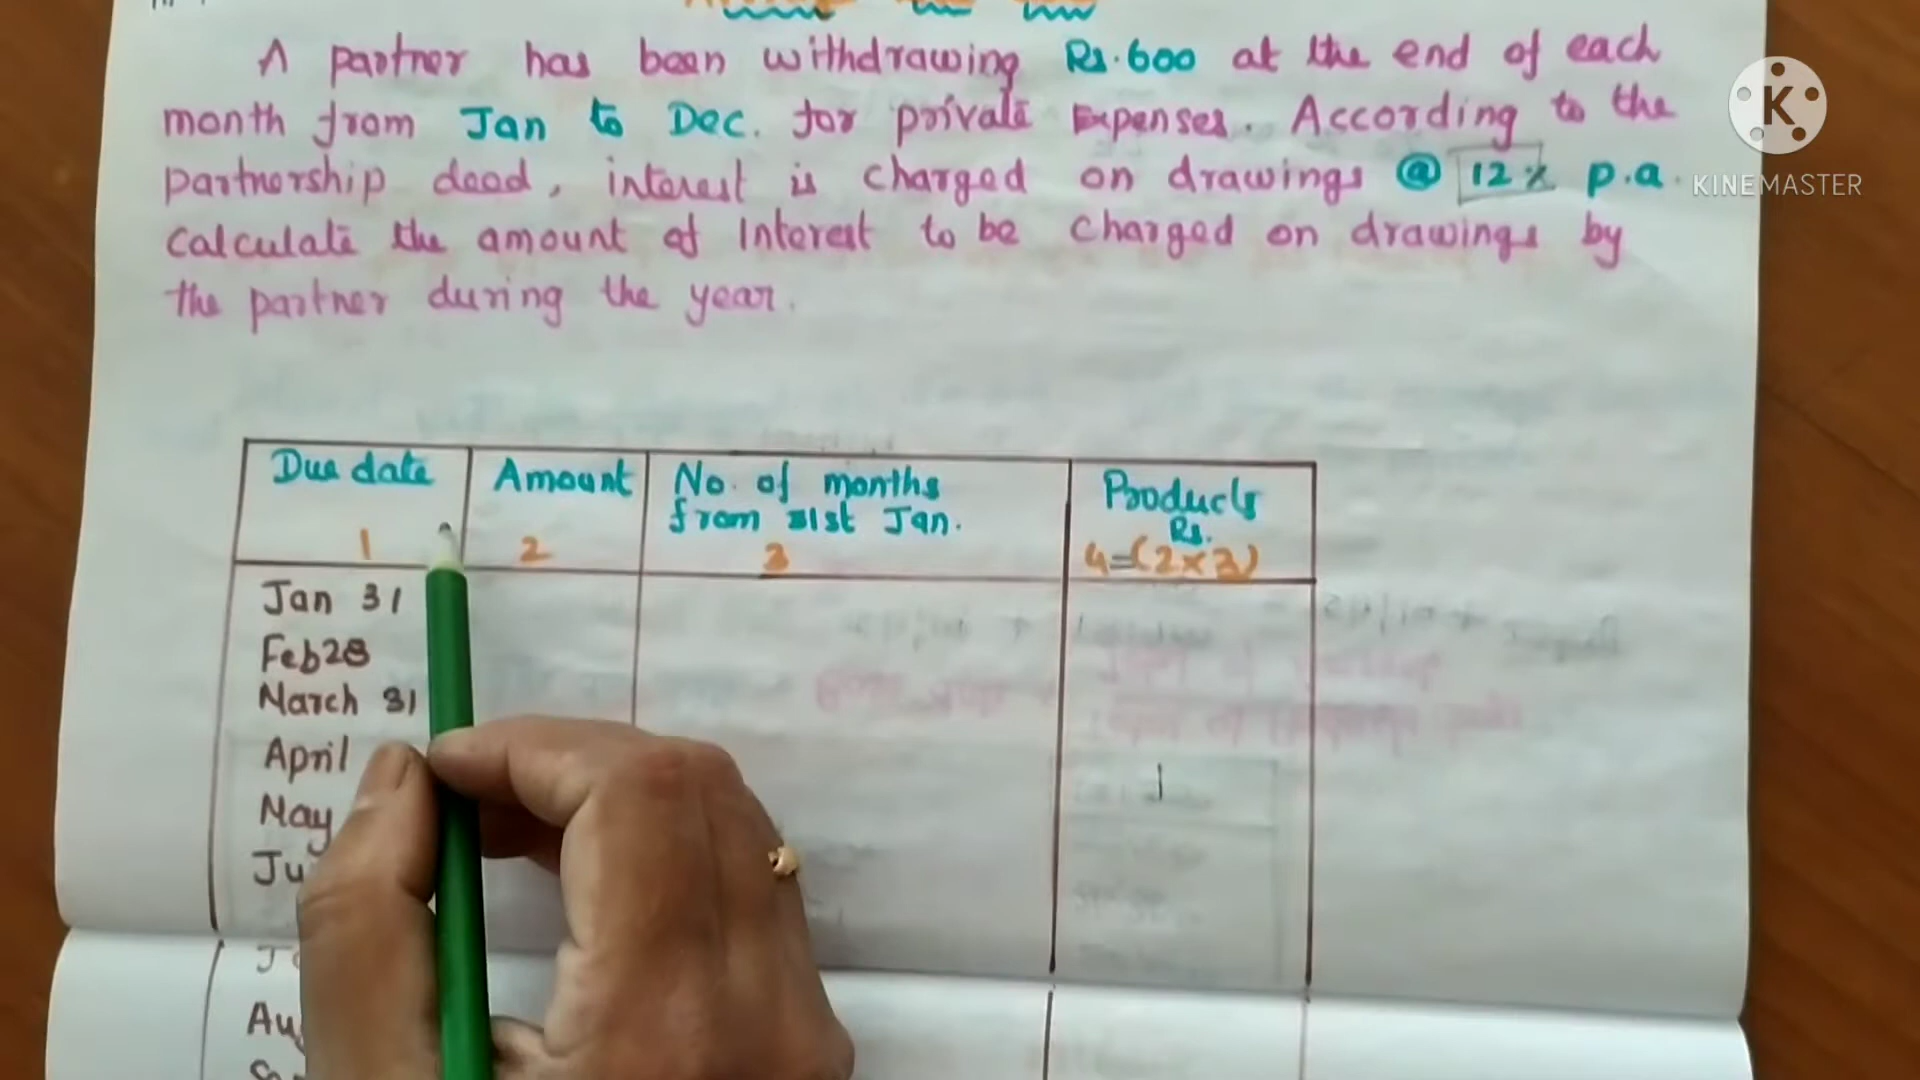 A partner has been withdrawing Rs.600 at the end of each
month from Jan to Dec. for private Expenses. According to the
partnership deed, interest is charged on drawings @ 12% p.a.
Calculate the amount of Interest to be charged on drawings by
the partner during the year.
K
KINEMASTER
Due date Amount No. of months Products
from 31st Jan. Rs.
1 2 3 4=(2×3)
Jan 31
Feb28
March 31
April
May
Ju
Au